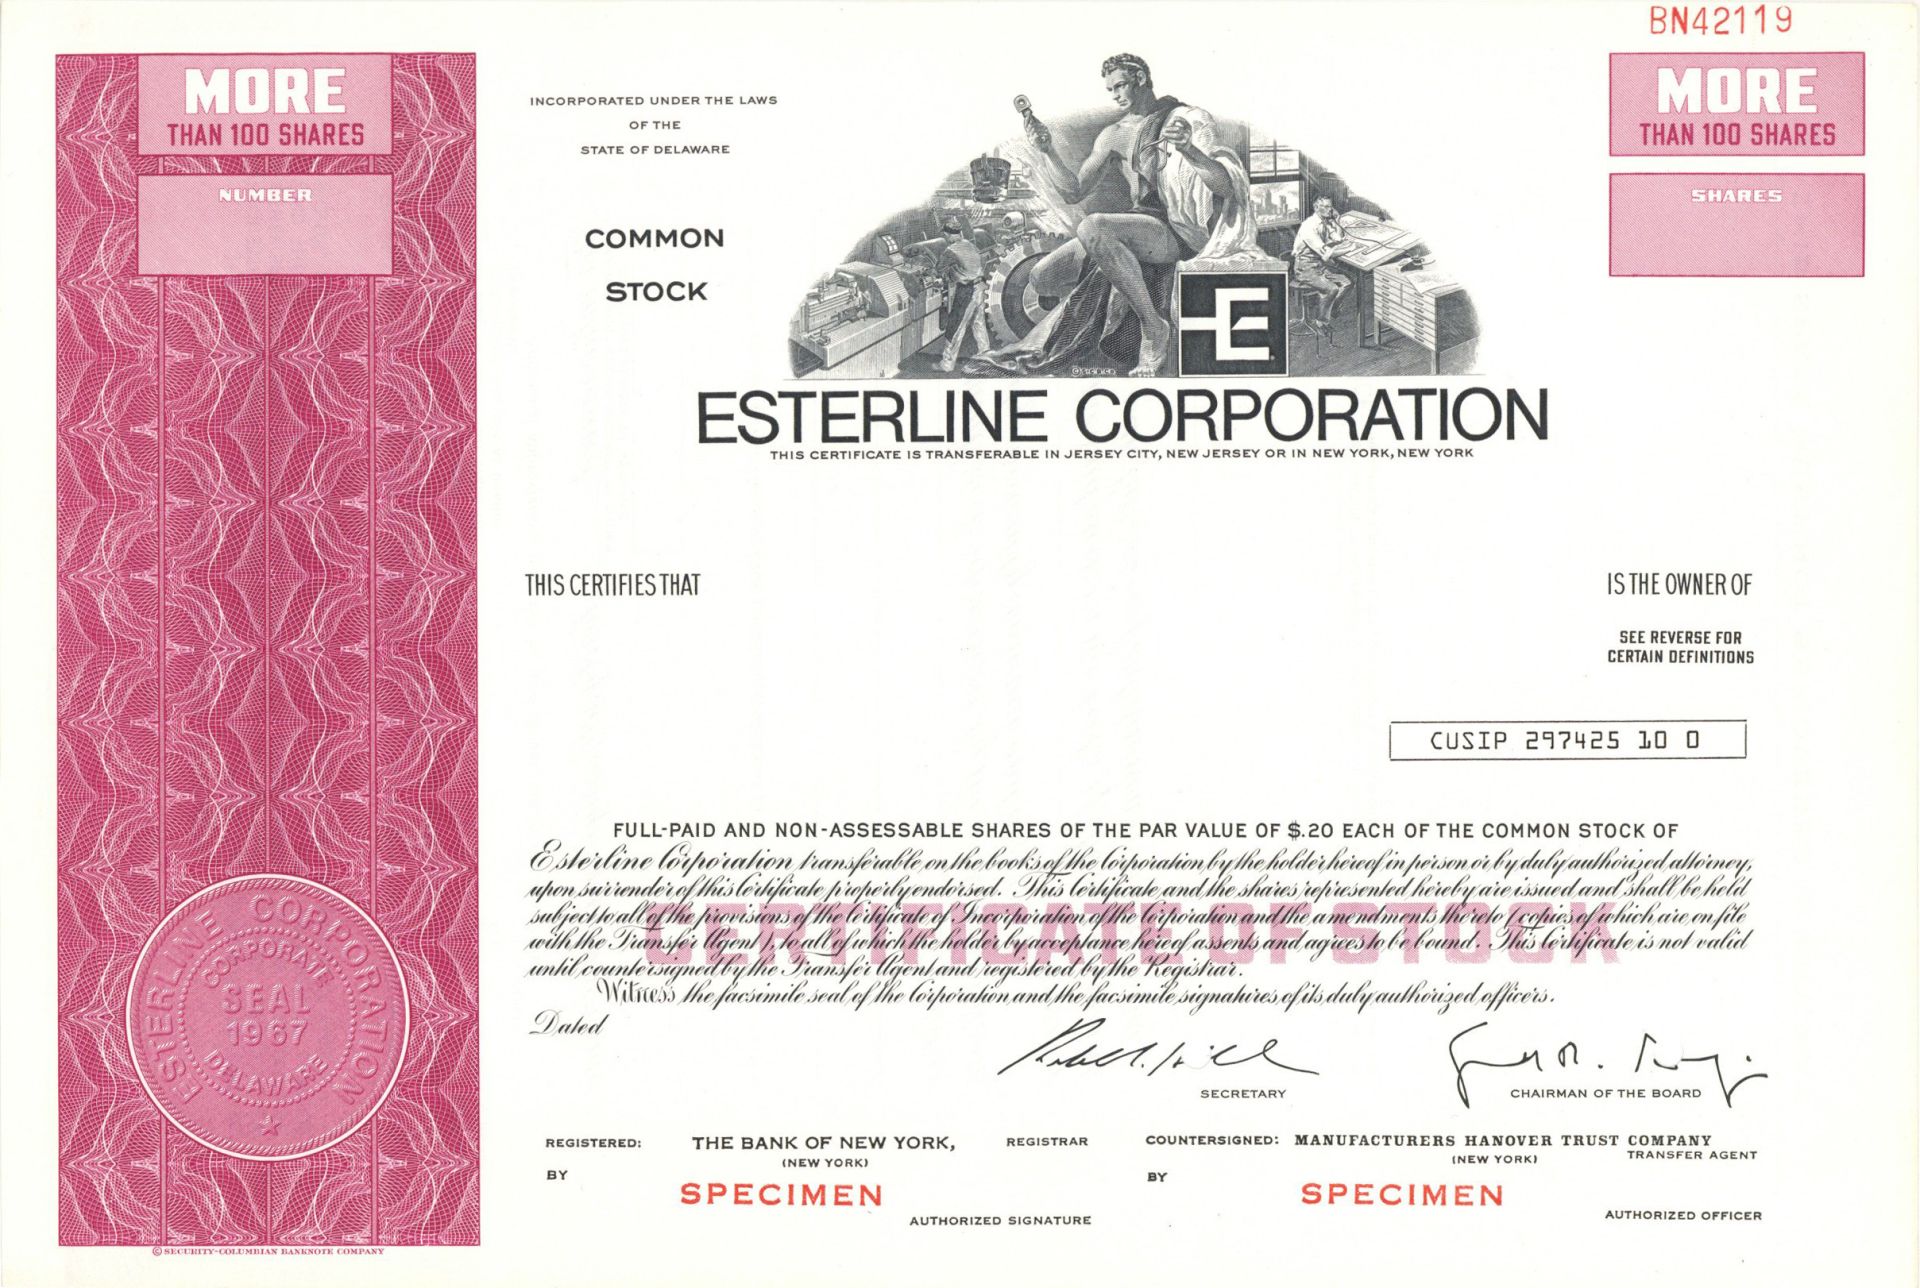 BN42119
MORE
THAN 100 SHARES
NUMBER
INCORPORATED UNDER THE LAWS
OF THE
STATE OF DELAWARE
COMMON
STOCK
MORE
THAN 100 SHARES
SHARES
E
© S-C.B.CO.
ESTERLINE CORPORATION
THIS CERTIFICATE IS TRANSFERABLE IN JERSEY CITY, NEW JERSEY OR IN NEW YORK, NEW YORK
THIS CERTIFIES THAT
IS THE OWNER OF
SEE REVERSE FOR
CERTAIN DEFINITIONS
CUSIP 297425 10 0
FULL-PAID AND NON-ASSESSABLE SHARES OF THE PAR VALUE OF $.20 EACH OF THE COMMON STOCK OF
Esterline Corporation transferable on the books of the Corporation by the holder hereof in person or by duly authorized attorney,
upon surrender of this Certificate properly endorsed. This Certificate and the shares represented hereby are issued and shall be held
subject to all of the provisions of the Certificate of Incorporation of the Corporation and the amendments thereto (copies of which are on file
with the Transfer Agent), to all of which the holder by acceptance hereof assents and agrees to be bound. This Certificate is not valid
until countersigned by the Transfer Agent and registered by the Registrar.
CERTIFICATE OF STOCK
Witness the facsimile seal of the Corporation and the facsimile signatures of its duly authorized officers.
Dated
SECRETARY
CHAIRMAN OF THE BOARD
ESTERLINE CORPORATION
CORPORATE
SEAL
1967
DELAWARE
REGISTERED:
THE BANK OF NEW YORK,
REGISTRAR
(NEW YORK)
BY
SPECIMEN
AUTHORIZED SIGNATURE
COUNTERSIGNED: MANUFACTURERS HANOVER TRUST COMPANY
(NEW YORK)
TRANSFER AGENT
BY
SPECIMEN
AUTHORIZED OFFICER
© SECURITY-COLUMBIAN BANKNOTE COMPANY